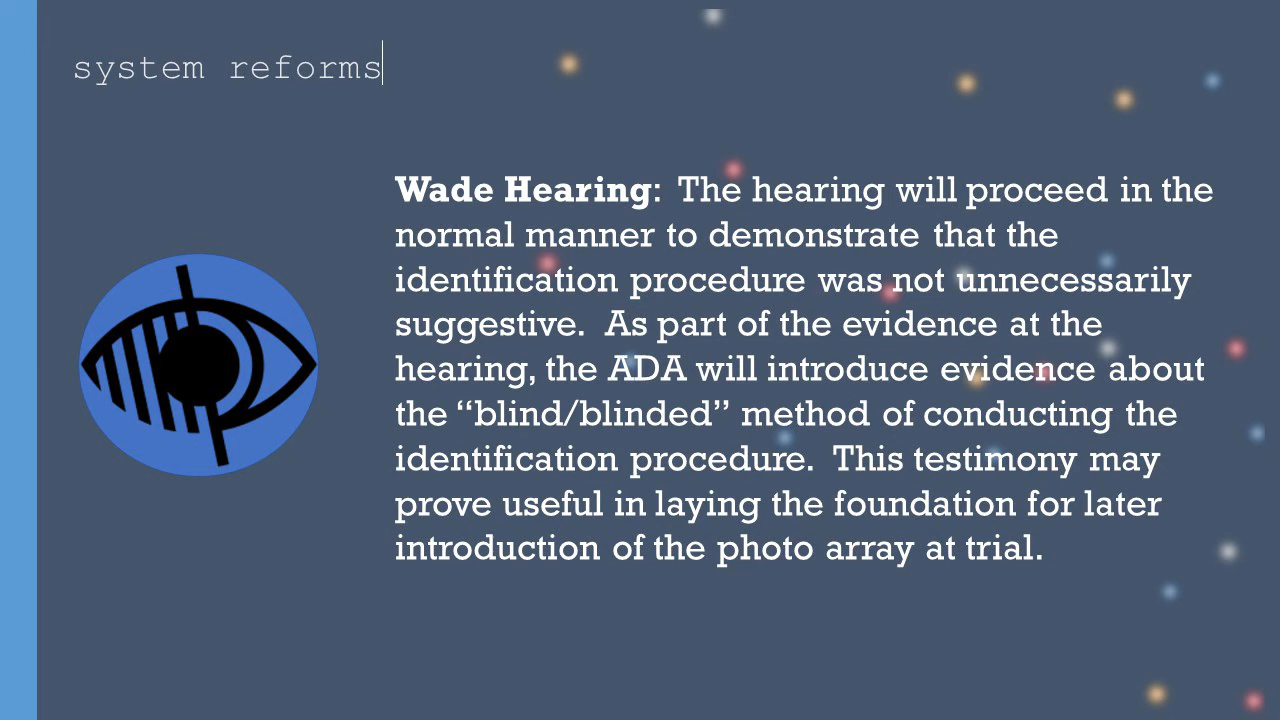 system reforms
Wade Hearing:  The hearing will proceed in the
normal manner to demonstrate that the
identification procedure was not unnecessarily
suggestive.  As part of the evidence at the
hearing, the ADA will introduce evidence about
the “blind/blinded” method of conducting the
identification procedure.  This testimony may
prove useful in laying the foundation for later
introduction of the photo array at trial.